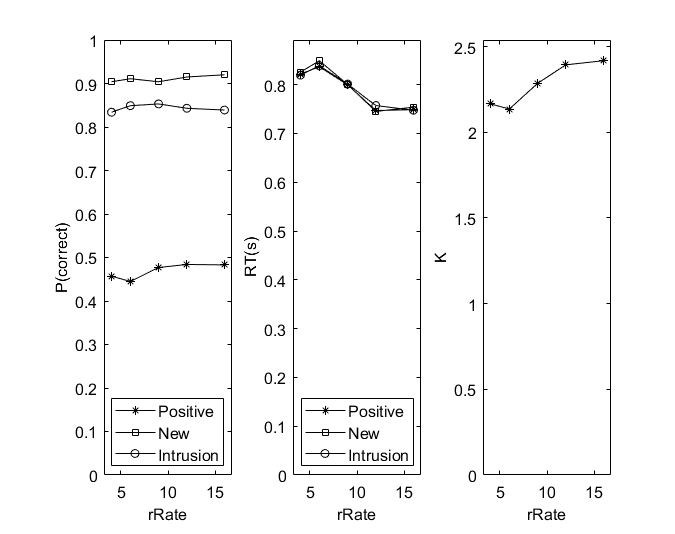 1
0.9
0.8
0.7
0.6
0.5
0.4
0.3
0.2
0.1
0
P(correct)
5 10 15
rRate
Positive
New
Intrusion
0.8
0.7
0.6
0.5
0.4
0.3
0.2
0.1
0
RT(s)
5 10 15
rRate
Positive
New
Intrusion
2.5
2
1.5
1
0.5
0
K
5 10 15
rRate